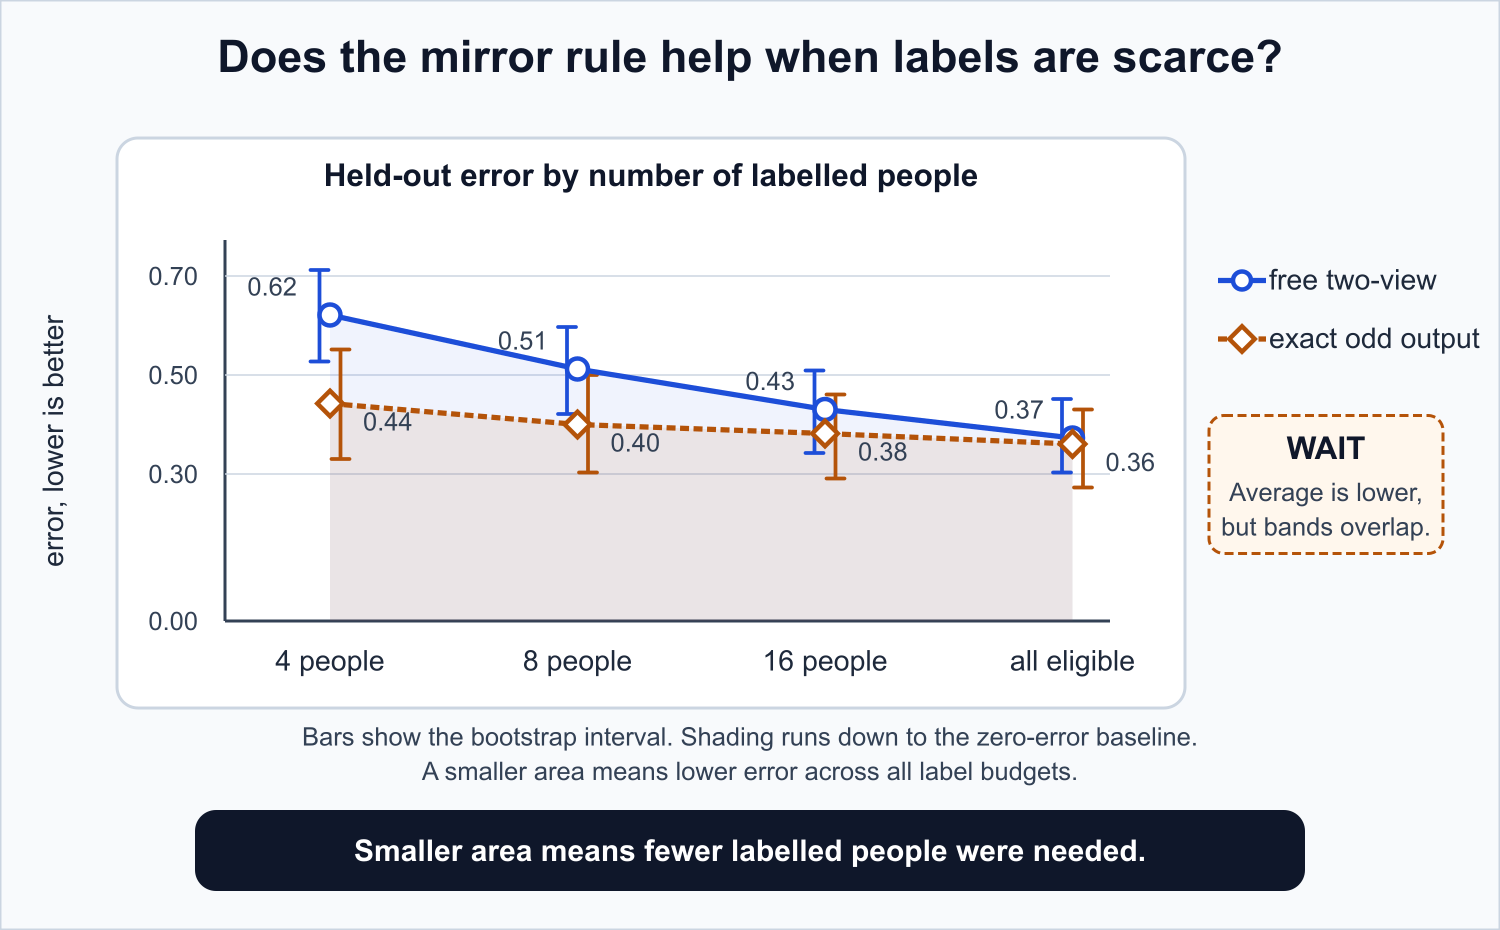 Does the mirror rule help when labels are scarce?
Held-out error by number of labelled people
error, lower is better
0.70
0.50
0.30
0.00
0.62
0.51
0.43
0.37
0.44
0.40
0.38
0.36
4 people
8 people
16 people
all eligible
free two-view
exact odd output
WAIT
Average is lower,
but bands overlap.
Bars show the bootstrap interval. Shading runs down to the zero-error baseline.
A smaller area means lower error across all label budgets.
Smaller area means fewer labelled people were needed.